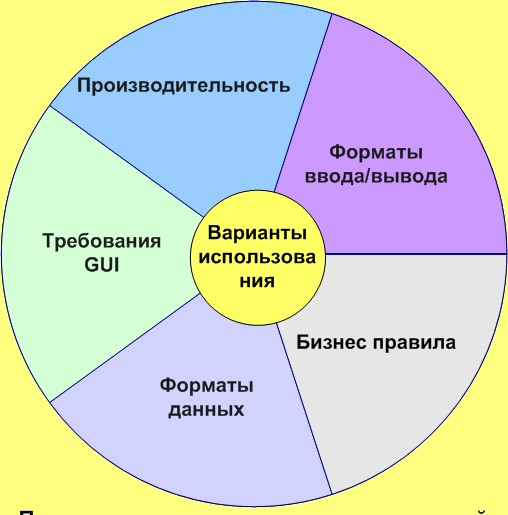 Производительность
Форматы
ввода/вывода
Требования
GUI
Варианты
использова
ния
Бизнес правила
Форматы
данных